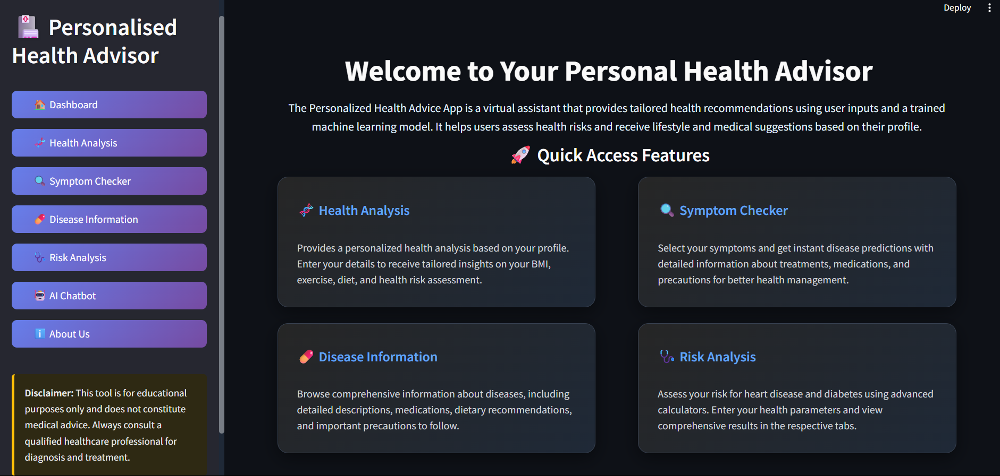 Personalised
Health Advisor
Dashboard
Health Analysis
Symptom Checker
Disease Information
Risk Analysis
AI Chatbot
About Us
Disclaimer: This tool is for educational
purposes only and does not constitute
medical advice. Always consult a
qualified healthcare professional for
diagnosis and treatment.
Deploy
Welcome to Your Personal Health Advisor
The Personalized Health Advice App is a virtual assistant that provides tailored health recommendations using user inputs and a trained
machine learning model. It helps users assess health risks and receive lifestyle and medical suggestions based on their profile.
Quick Access Features
Health Analysis
Provides a personalized health analysis based on your profile.
Enter your details to receive tailored insights on your BMI,
exercise, diet, and health risk assessment.
Symptom Checker
Select your symptoms and get instant disease predictions with
detailed information about treatments, medications, and
precautions for better health management.
Disease Information
Browse comprehensive information about diseases, including
detailed descriptions, medications, dietary recommendations,
and important precautions to follow.
Risk Analysis
Assess your risk for heart disease and diabetes using advanced
calculators. Enter your health parameters and view
comprehensive results in the respective tabs.